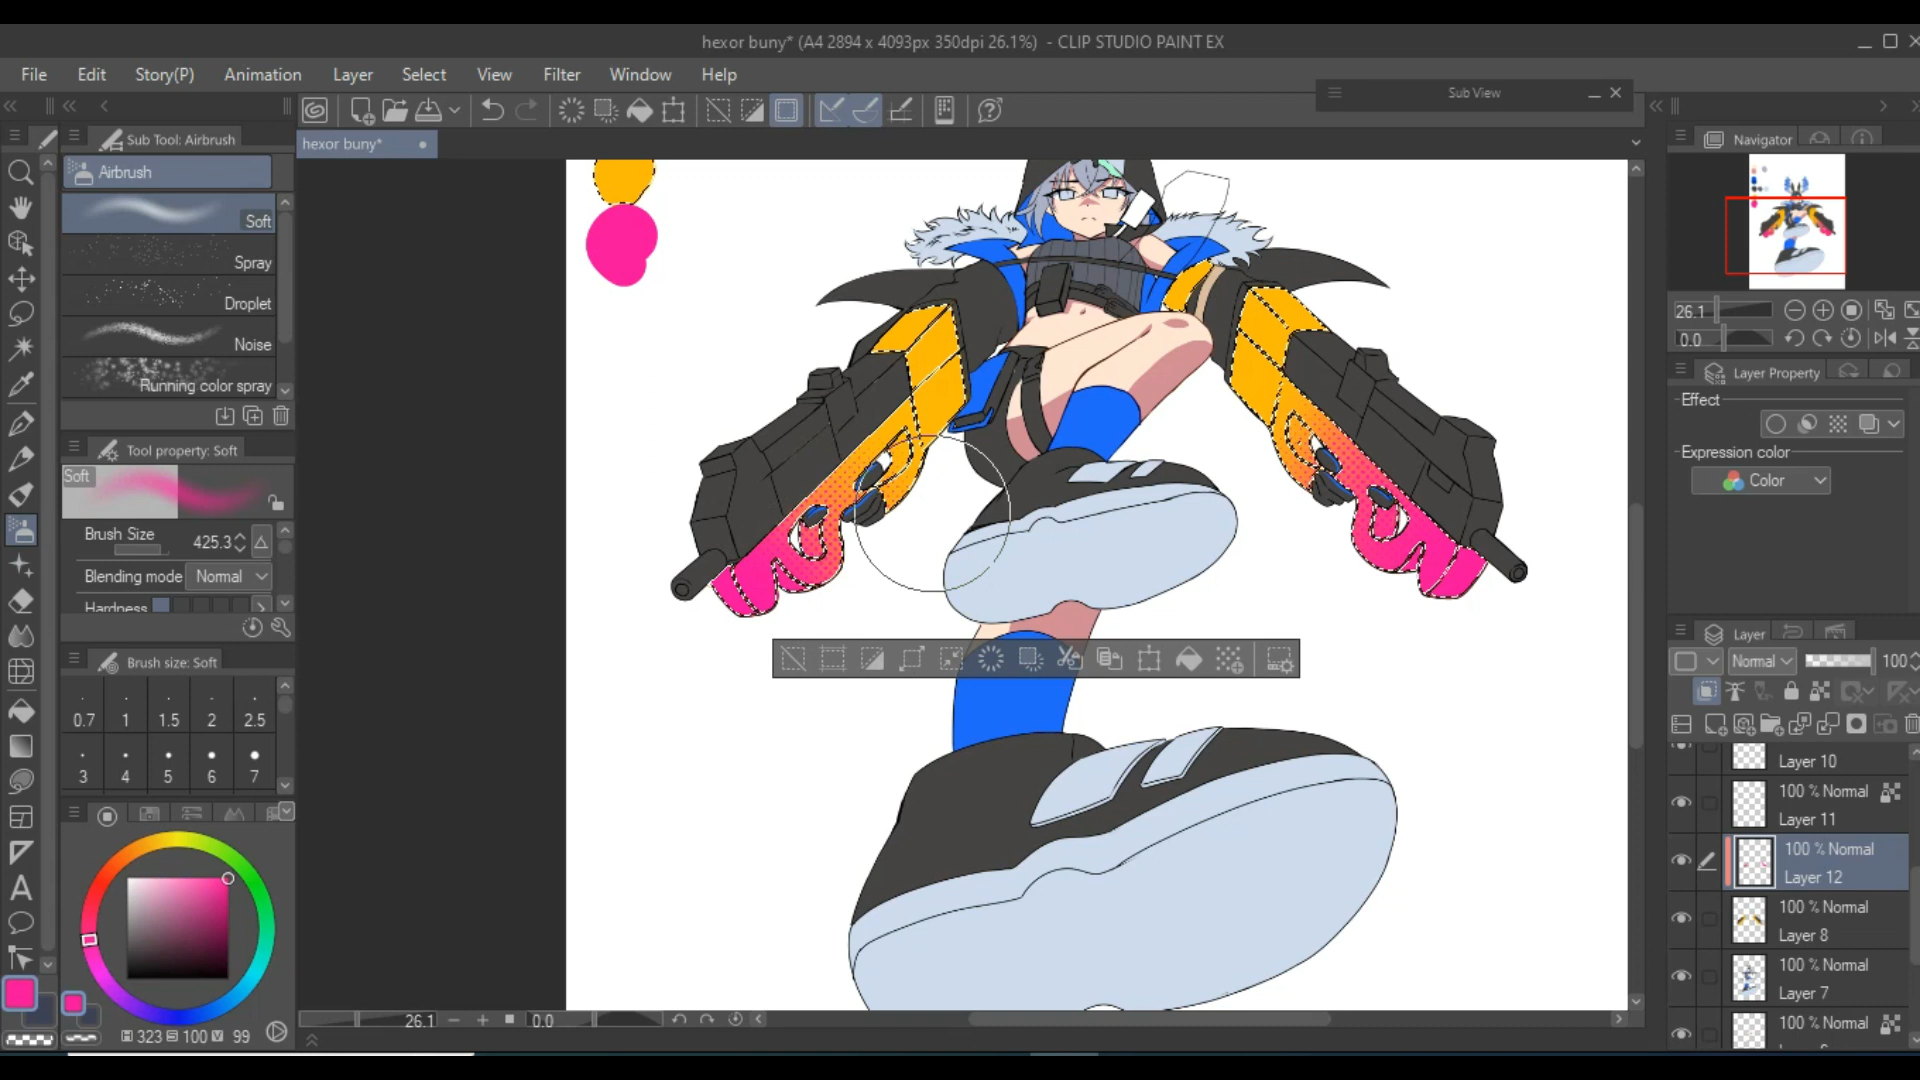 hexor buny* (A4 2894 x 4093px 350dpi 26.1%) - CLIP STUDIO PAINT EX
File Edit Story(P) Animation Layer Select View Filter Window Help
Sub View
Sub Tool: Airbrush
hexor buny*
Navigator
Airbrush
Soft
Spray
Droplet
Noise
Running color spray
26.1
0.0
Layer Property
Effect
Expression color
Color
Tool property: Soft
Soft
Brush Size 425.3
Blending mode Normal
Hardness
Brush size: Soft
0.7 1 1.5 2 2.5
3 4 5 6 7
Layer
Normal 100
Layer 10
100 % Normal
Layer 11
100 % Normal
Layer 12
100 % Normal
Layer 8
100 % Normal
Layer 7
100 % Normal
A
H 323 S 100 V 99
26.1 0.0